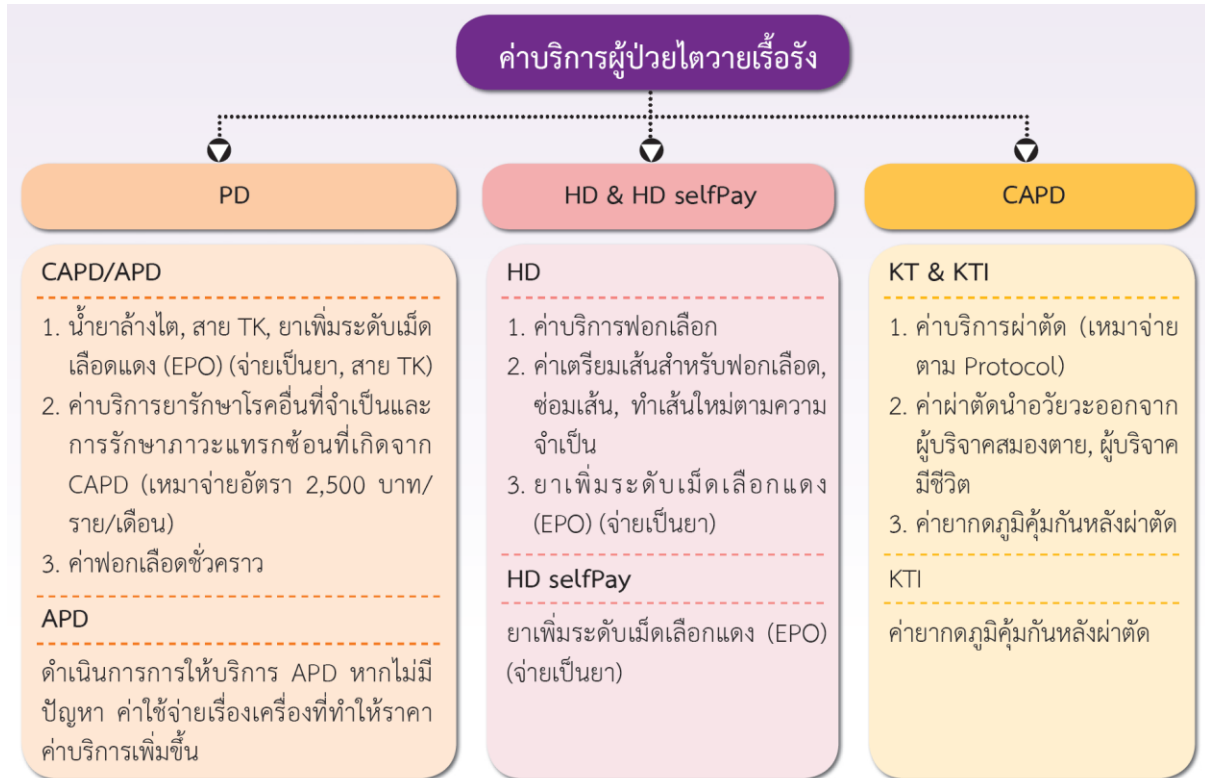 ค่าบริการผู้ป่วยไตวายเรื้อรัง
PD
CAPD/APD
1. น้ำยาล้างไต, สาย TK, ยาเพิ่มระดับเม็ด
เลือดแดง (EPO) (จ่ายเป็นยา, สาย TK)
2. ค่าบริการยารักษาโรคอื่นที่จำเป็นและ
การรักษาภาวะแทรกซ้อนที่เกิดจาก
CAPD (เหมาจ่ายอัตรา 2,500 บาท/
ราย/เดือน)
3. ค่าฟอกเลือดชั่วคราว
APD
ดำเนินการการให้บริการ APD หากไม่มี
ปัญหา ค่าใช้จ่ายเรื่องเครื่องที่ทำให้ราคา
ค่าบริการเพิ่มขึ้น
HD & HD selfPay
HD
1. ค่าบริการฟอกเลือก
2. ค่าเตรียมเส้นสำหรับฟอกเลือด,
ซ่อมเส้น, ทำเส้นใหม่ตามความ
จำเป็น
3. ยาเพิ่มระดับเม็ดเลือกแดง
(EPO) (จ่ายเป็นยา)
HD selfPay
ยาเพิ่มระดับเม็ดเลือกแดง (EPO)
(จ่ายเป็นยา)
CAPD
KT & KTI
1. ค่าบริการผ่าตัด (เหมาจ่าย
ตาม Protocol)
2. ค่าผ่าตัดนำอวัยวะออกจาก
ผู้บริจาคสมองตาย, ผู้บริจาค
มีชีวิต
3. ค่ายากดภูมิคุ้มกันหลังผ่าตัด
KTI
ค่ายากดภูมิคุ้มกันหลังผ่าตัด